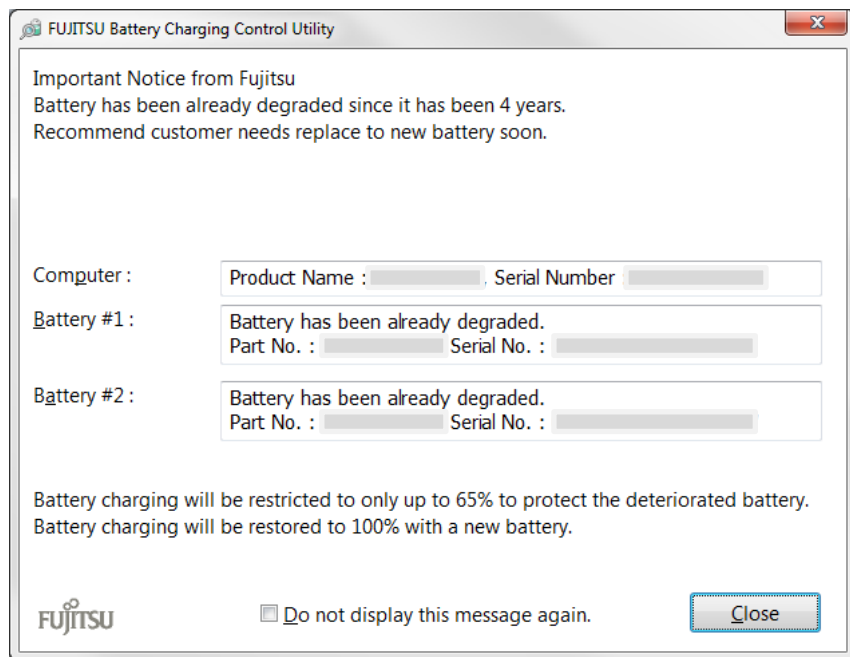 FUJITSU Battery Charging Control Utility
Important Notice from Fujitsu
Battery has been already degraded since it has been 4 years.
Recommend customer needs replace to new battery soon.
Computer : Product Name : , Serial Number
Battery #1 : Battery has been already degraded.
Part No. : Serial No. :
Battery #2 : Battery has been already degraded.
Part No. : Serial No. :
Battery charging will be restricted to only up to 65% to protect the deteriorated battery.
Battery charging will be restored to 100% with a new battery.
FUJITSU Do not display this message again. Close